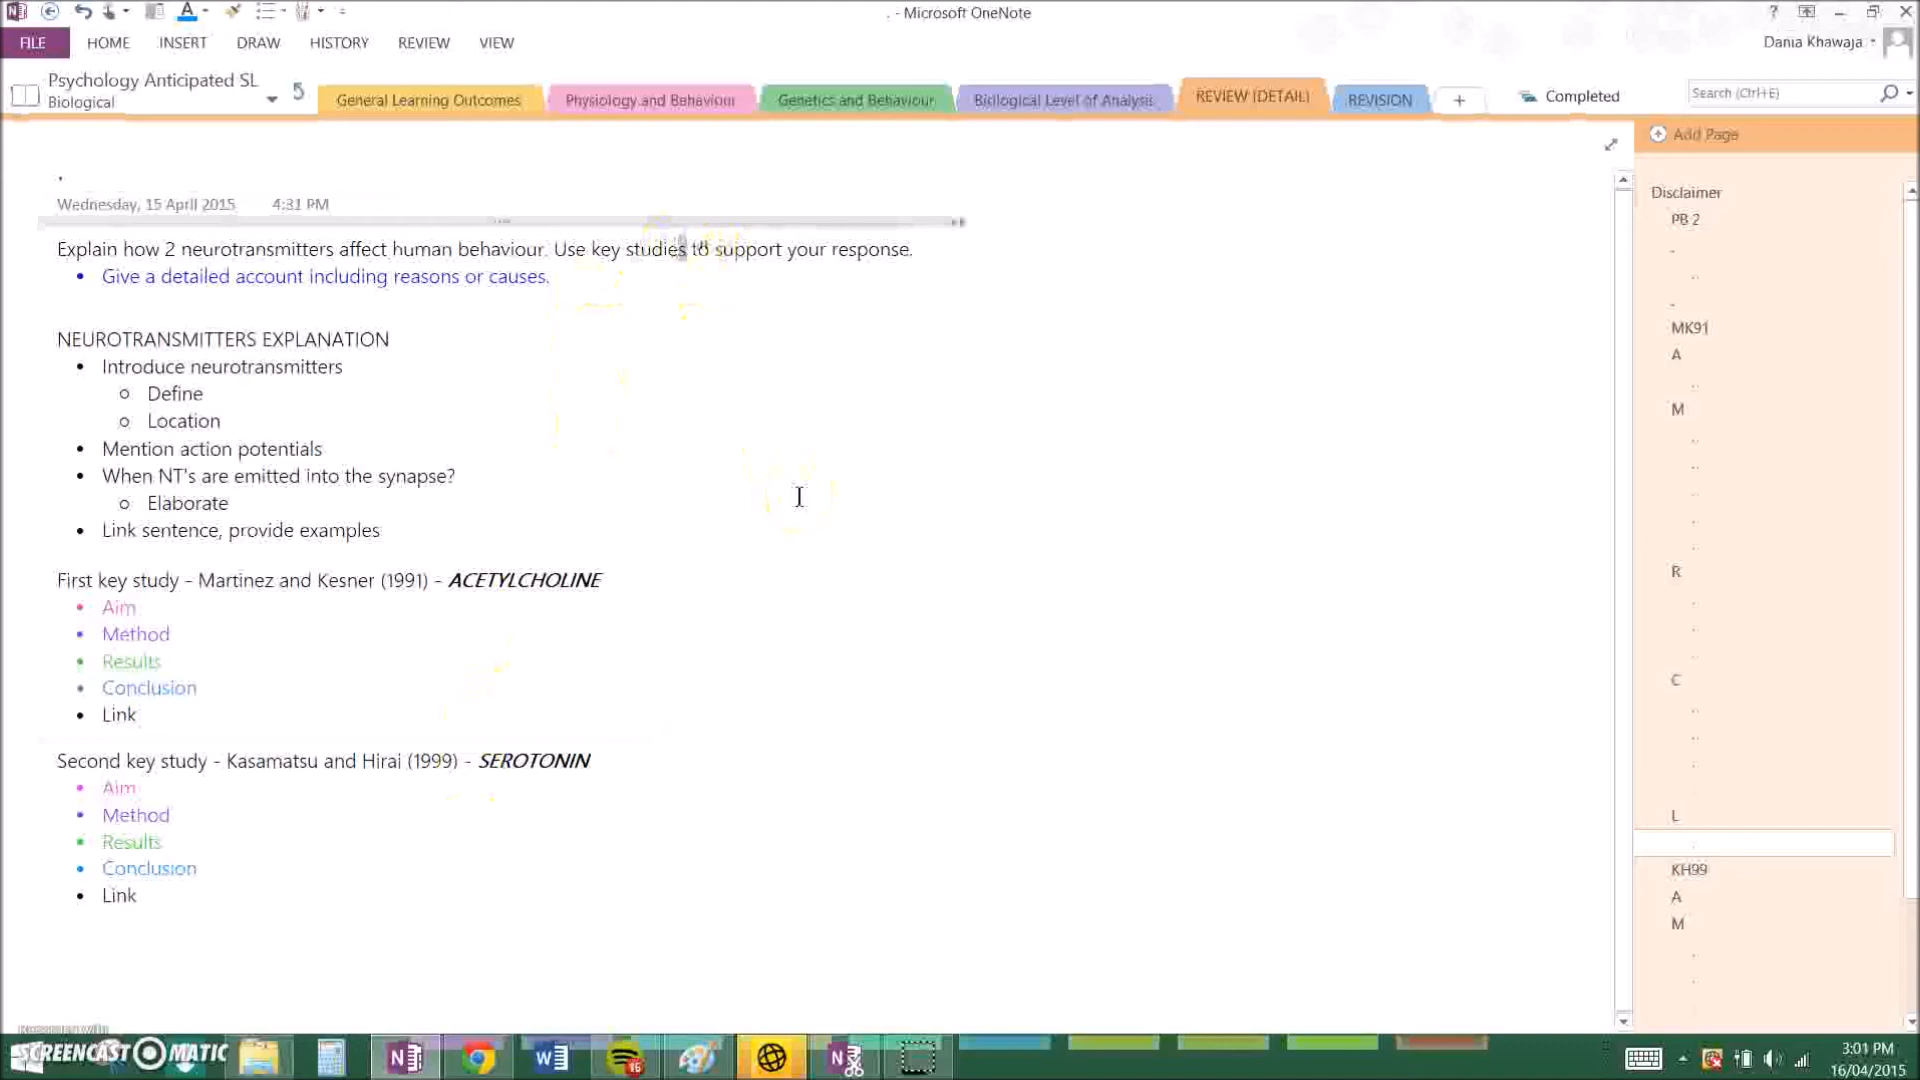 . - Microsoft OneNote
FILE HOME INSERT DRAW HISTORY REVIEW VIEW
Dania Khawaja
Psychology Anticipated SL
Biological
General Learning Outcomes
Physiology and Behaviour
Genetics and Behaviour
Biological Level of Analysis
REVIEW (DETAIL)
REVISION
+
Completed
Search (Ctrl+E)
Add Page
.
Wednesday, 15 April 2015 4:31 PM
Explain how 2 neurotransmitters affect human behaviour. Use key studies to support your response.
• Give a detailed account including reasons or causes.
NEUROTRANSMITTERS EXPLANATION
• Introduce neurotransmitters
o Define
o Location
• Mention action potentials
• When NT's are emitted into the synapse?
o Elaborate
• Link sentence, provide examples
First key study - Martinez and Kesner (1991) - ACETYLCHOLINE
• Aim
• Method
• Results
• Conclusion
• Link
Second key study - Kasamatsu and Hirai (1999) - SEROTONIN
• Aim
• Method
• Results
• Conclusion
• Link
Disclaimer
PB 2
-
..
-
MK91
A
..
M
..
..
..
..
..
R
..
..
..
C
..
..
..
L
.
KH99
A
M
SCREENCAST MATIC
3:01 PM
16/04/2015